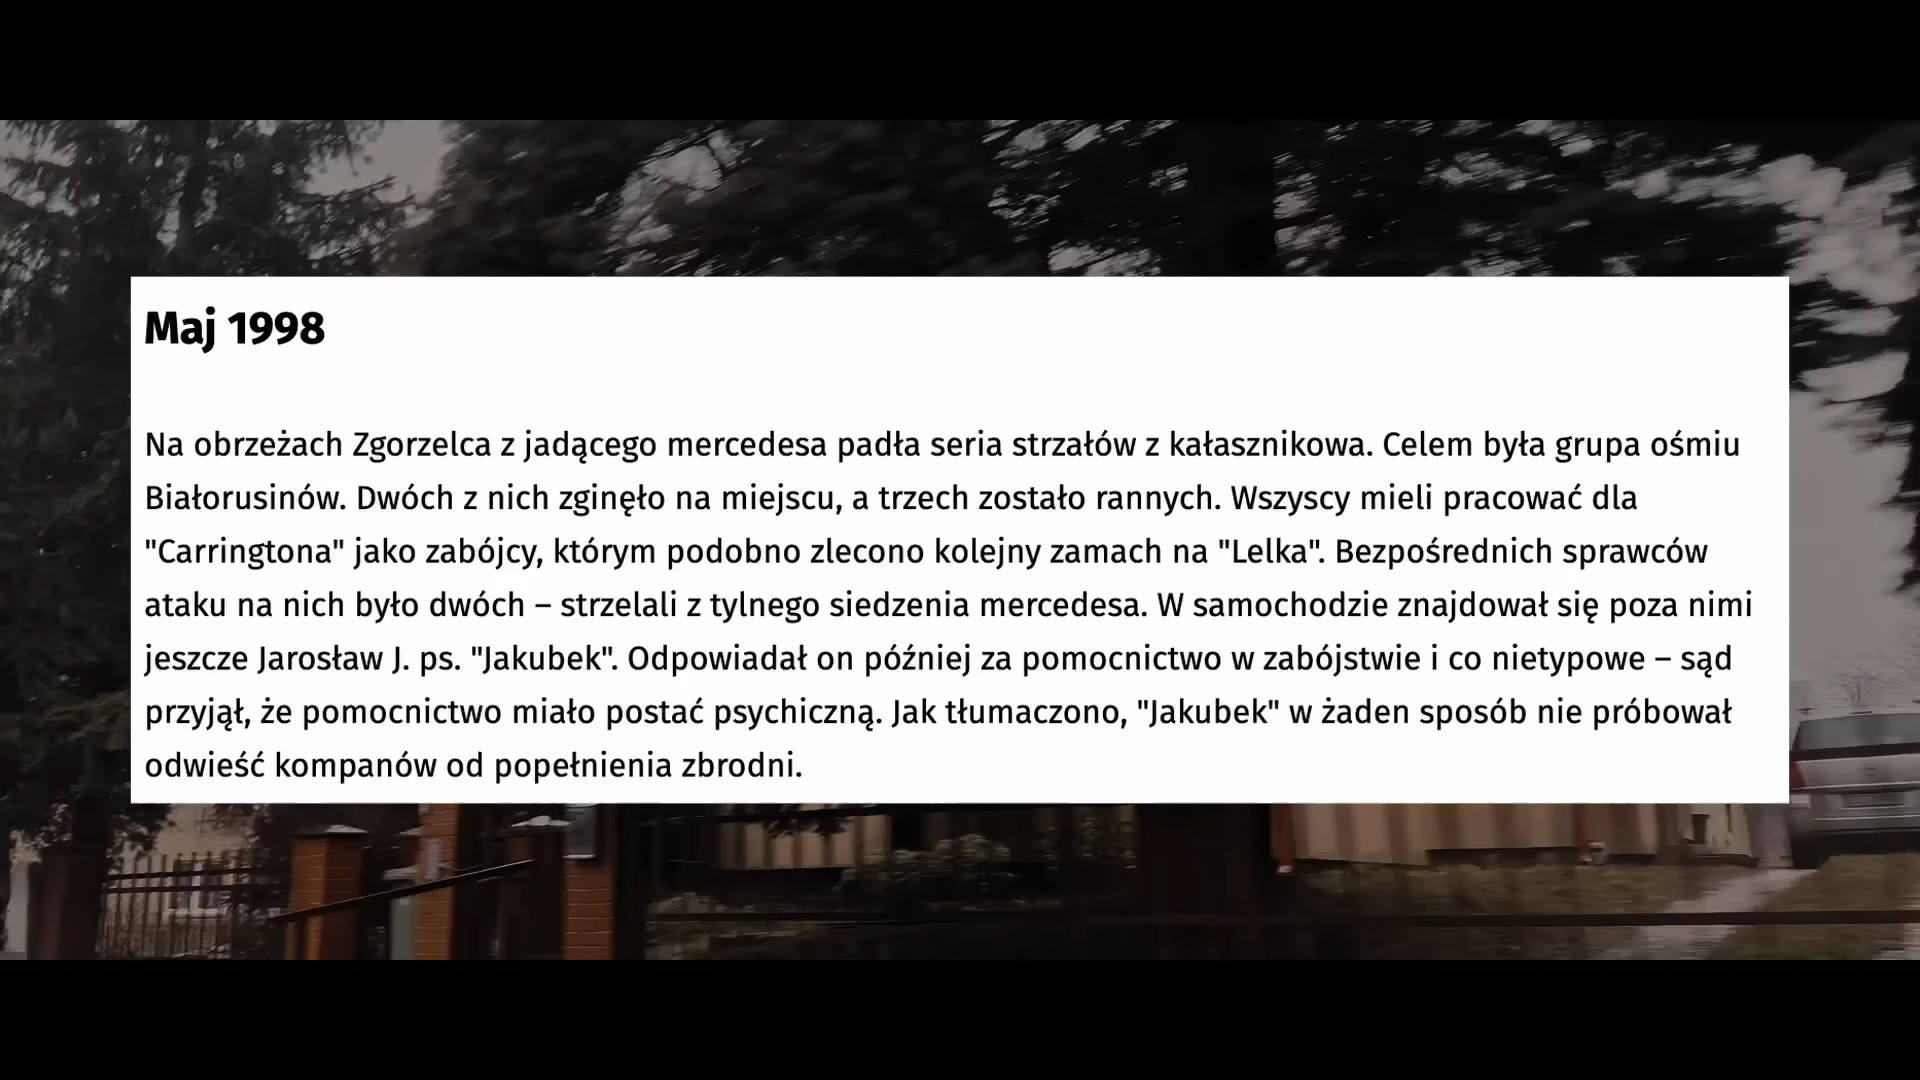 Maj 1998
Na obrzeżach Zgorzelca z jadącego mercedesa padła seria strzałów z kałasznikowa. Celem była grupa ośmiu
Białorusinów. Dwóch z nich zginęło na miejscu, a trzech zostało rannych. Wszyscy mieli pracować dla
"Carringtona" jako zabójcy, którym podobno zlecono kolejny zamach na "Lelka". Bezpośrednich sprawców
ataku na nich było dwóch – strzelali z tylnego siedzenia mercedesa. W samochodzie znajdował się poza nimi
jeszcze Jarosław J. ps. "Jakubek". Odpowiadał on później za pomocnictwo w zabójstwie i co nietypowe – sąd
przyjął, że pomocnictwo miało postać psychiczną. Jak tłumaczono, "Jakubek" w żaden sposób nie próbował
odwieść kompanów od popełnienia zbrodni.